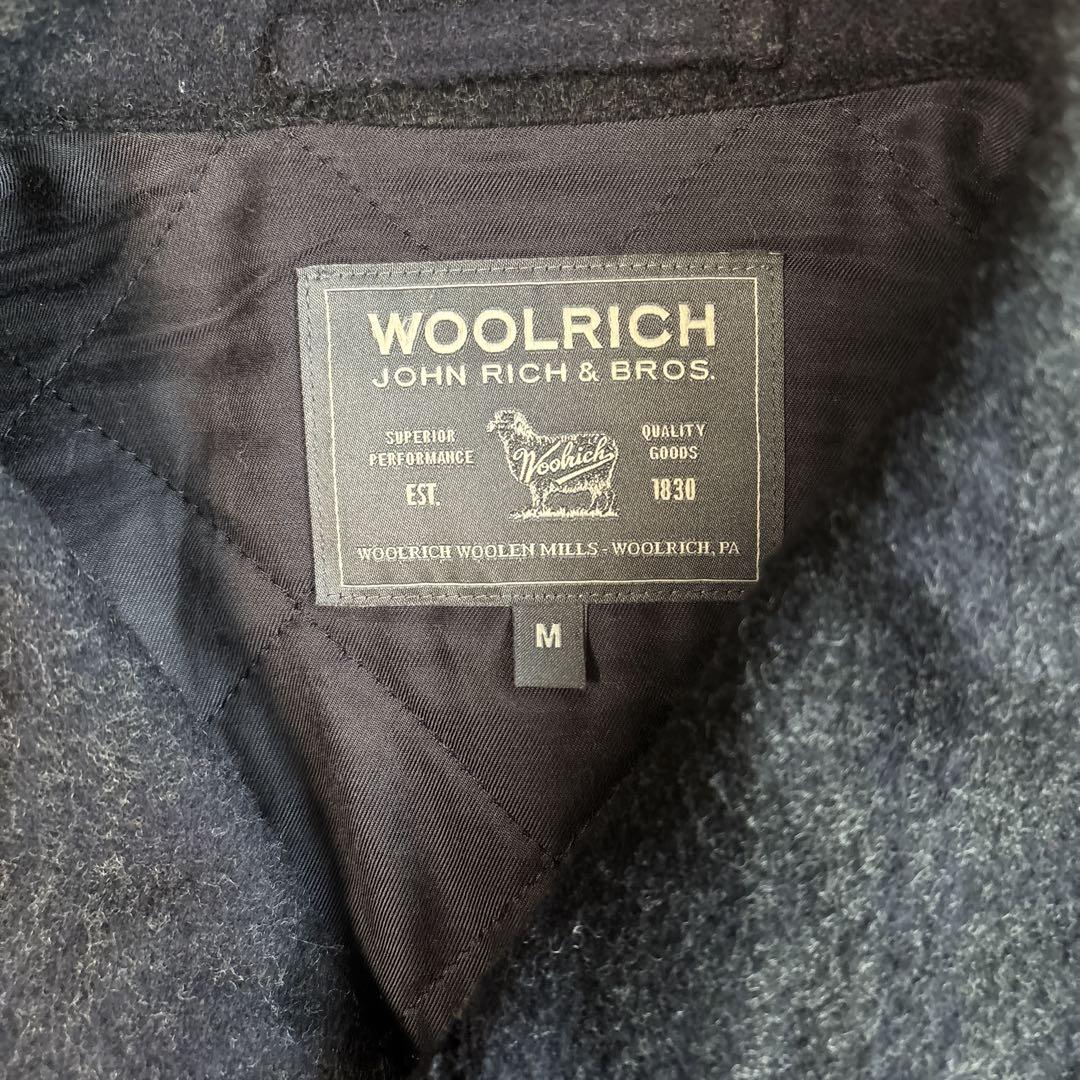 WOOLRICH
JOHN RICH & BROS.
SUPERIOR
PERFORMANCE
EST.
Woolrich
QUALITY
GOODS
1830
WOOLRICH WOOLEN MILLS - WOOLRICH, PA
M